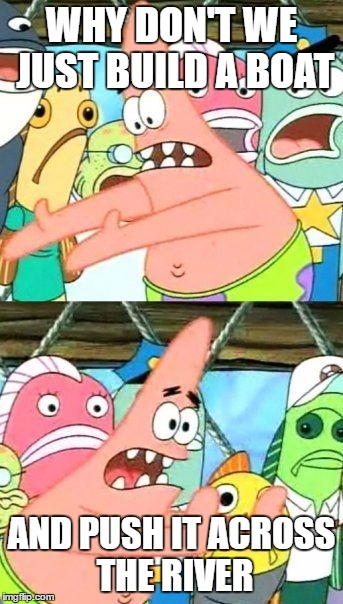 WHY DON'T WE
JUST BUILD A BOAT
AND PUSH IT ACROSS
THE RIVER
imgflip.com